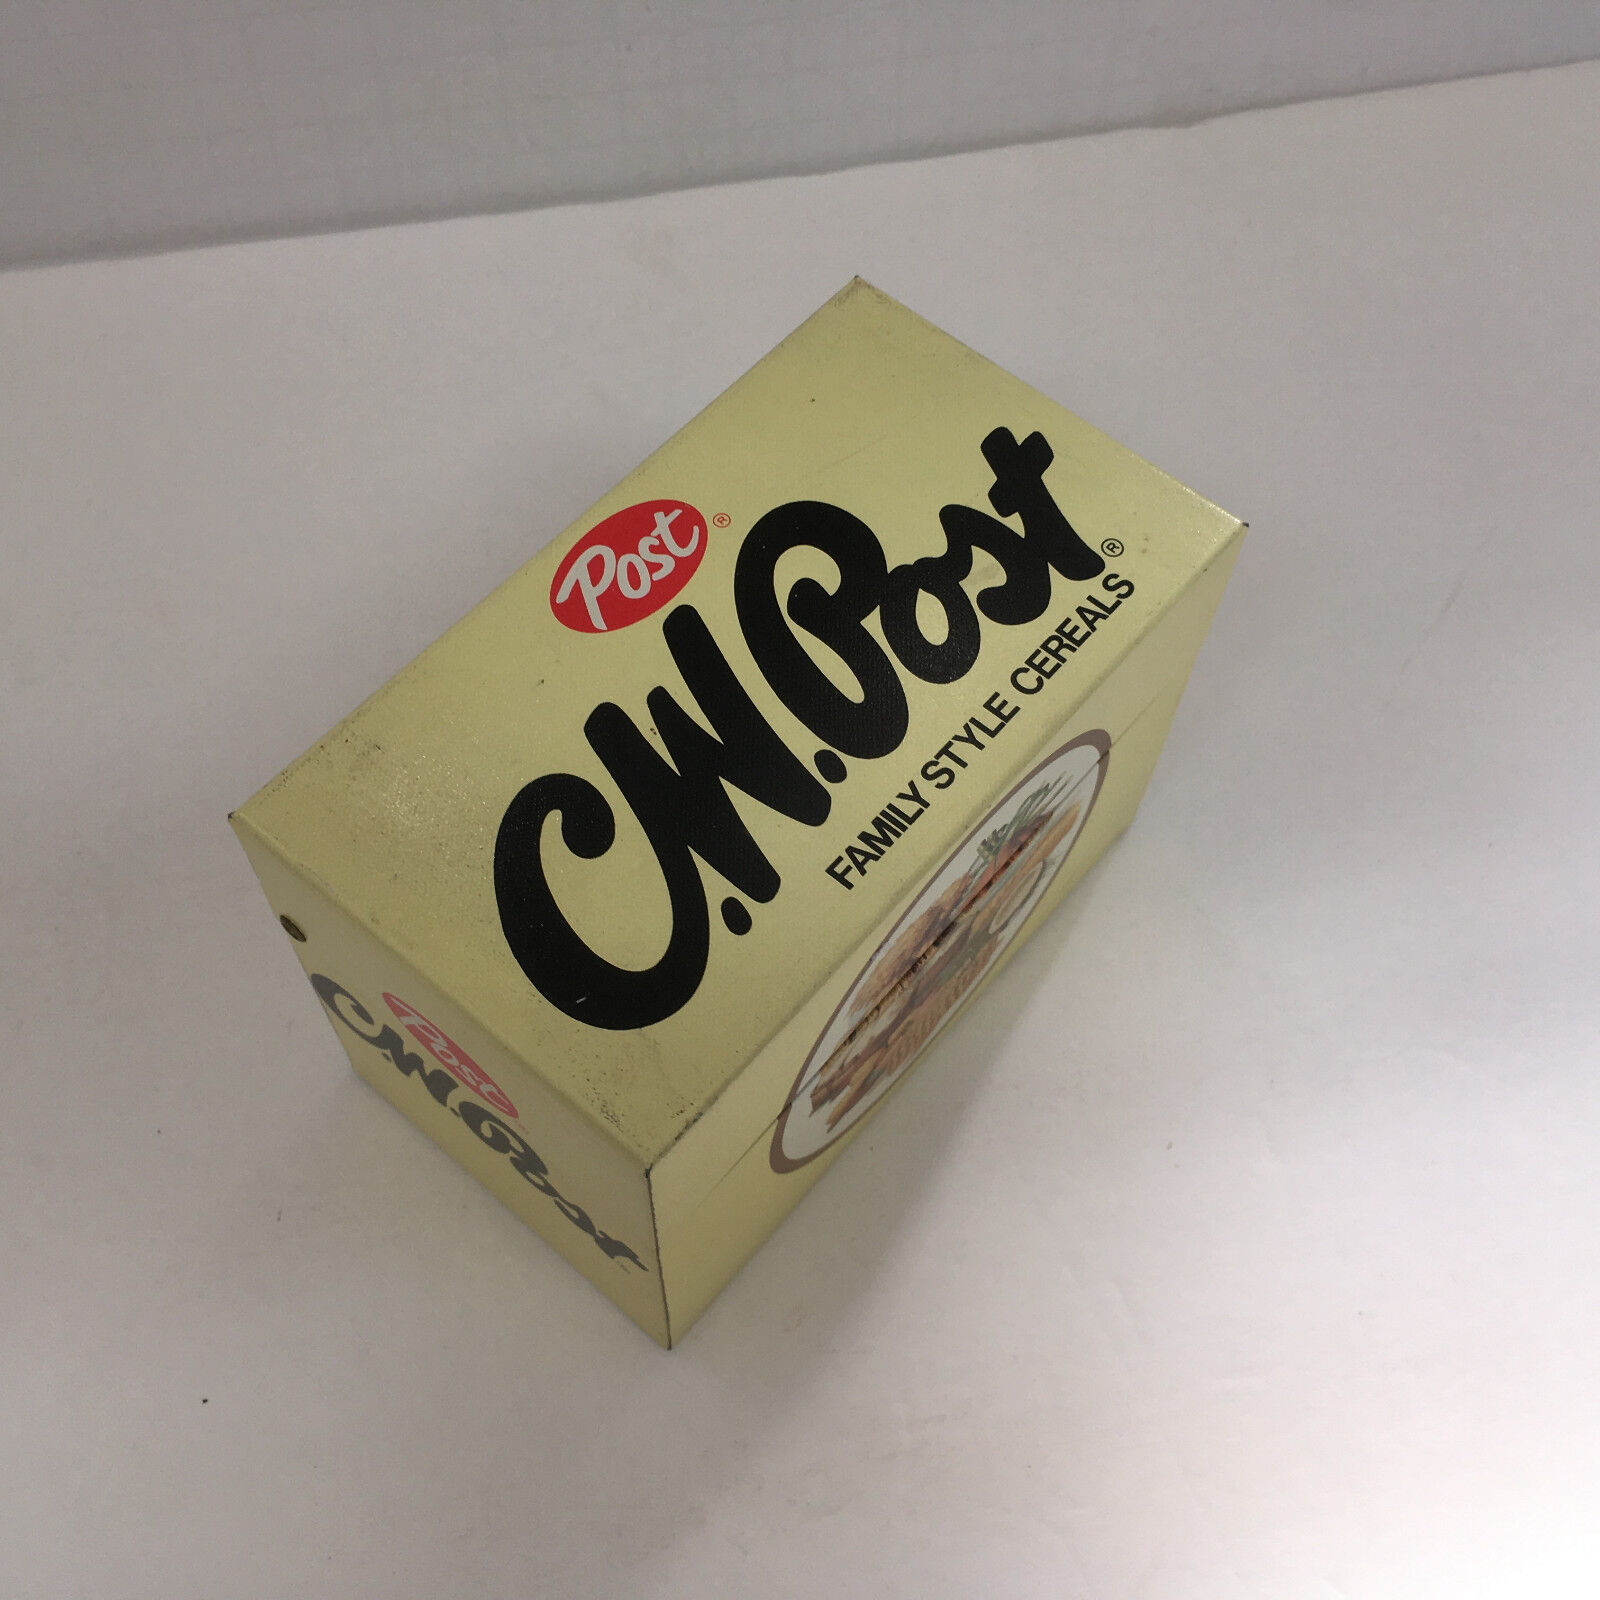 Post®
C.W. Post®
FAMILY STYLE CEREALS
Post
C.W. Post